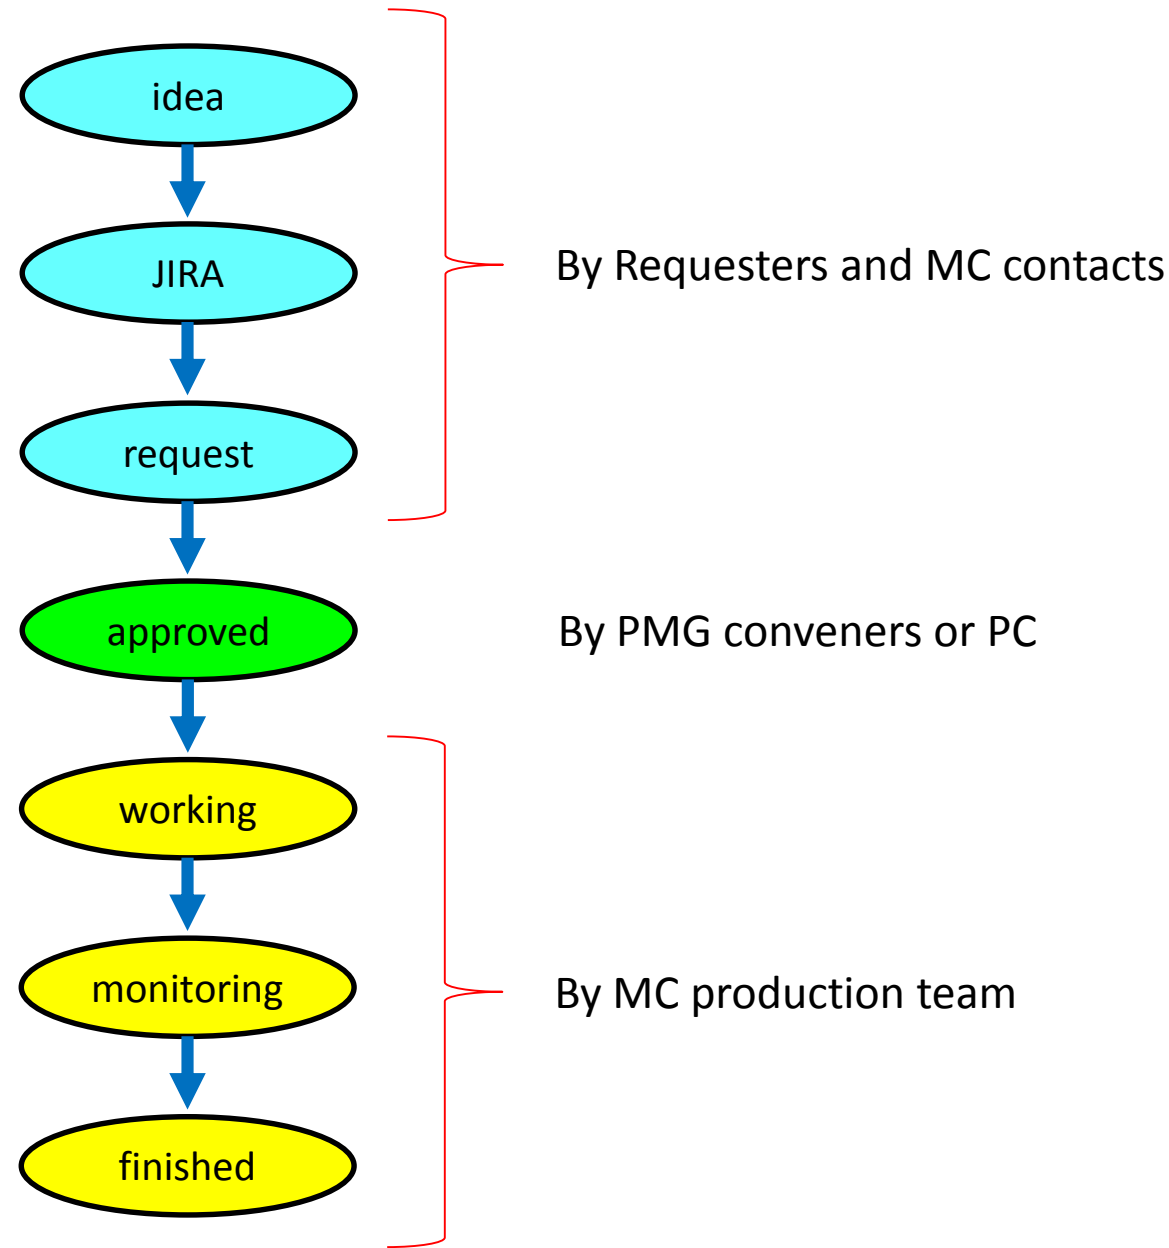 idea
JIRA
By Requesters and MC contacts
request
approved
By PMG conveners or PC
working
monitoring
By MC production team
finished